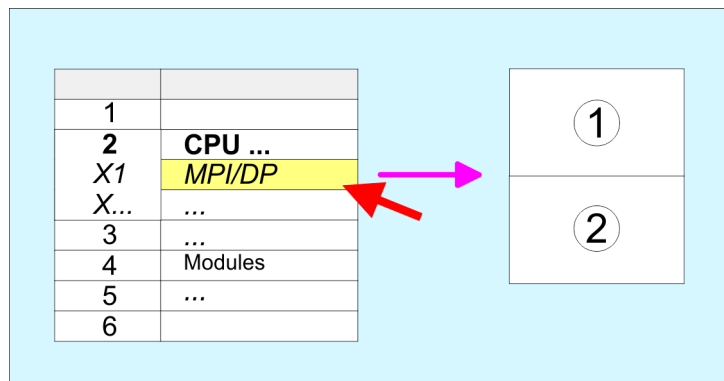 1
2 CPU ...
X1 MPI/DP
X... ...
3 ...
4 Modules
5 ...
6
①
②